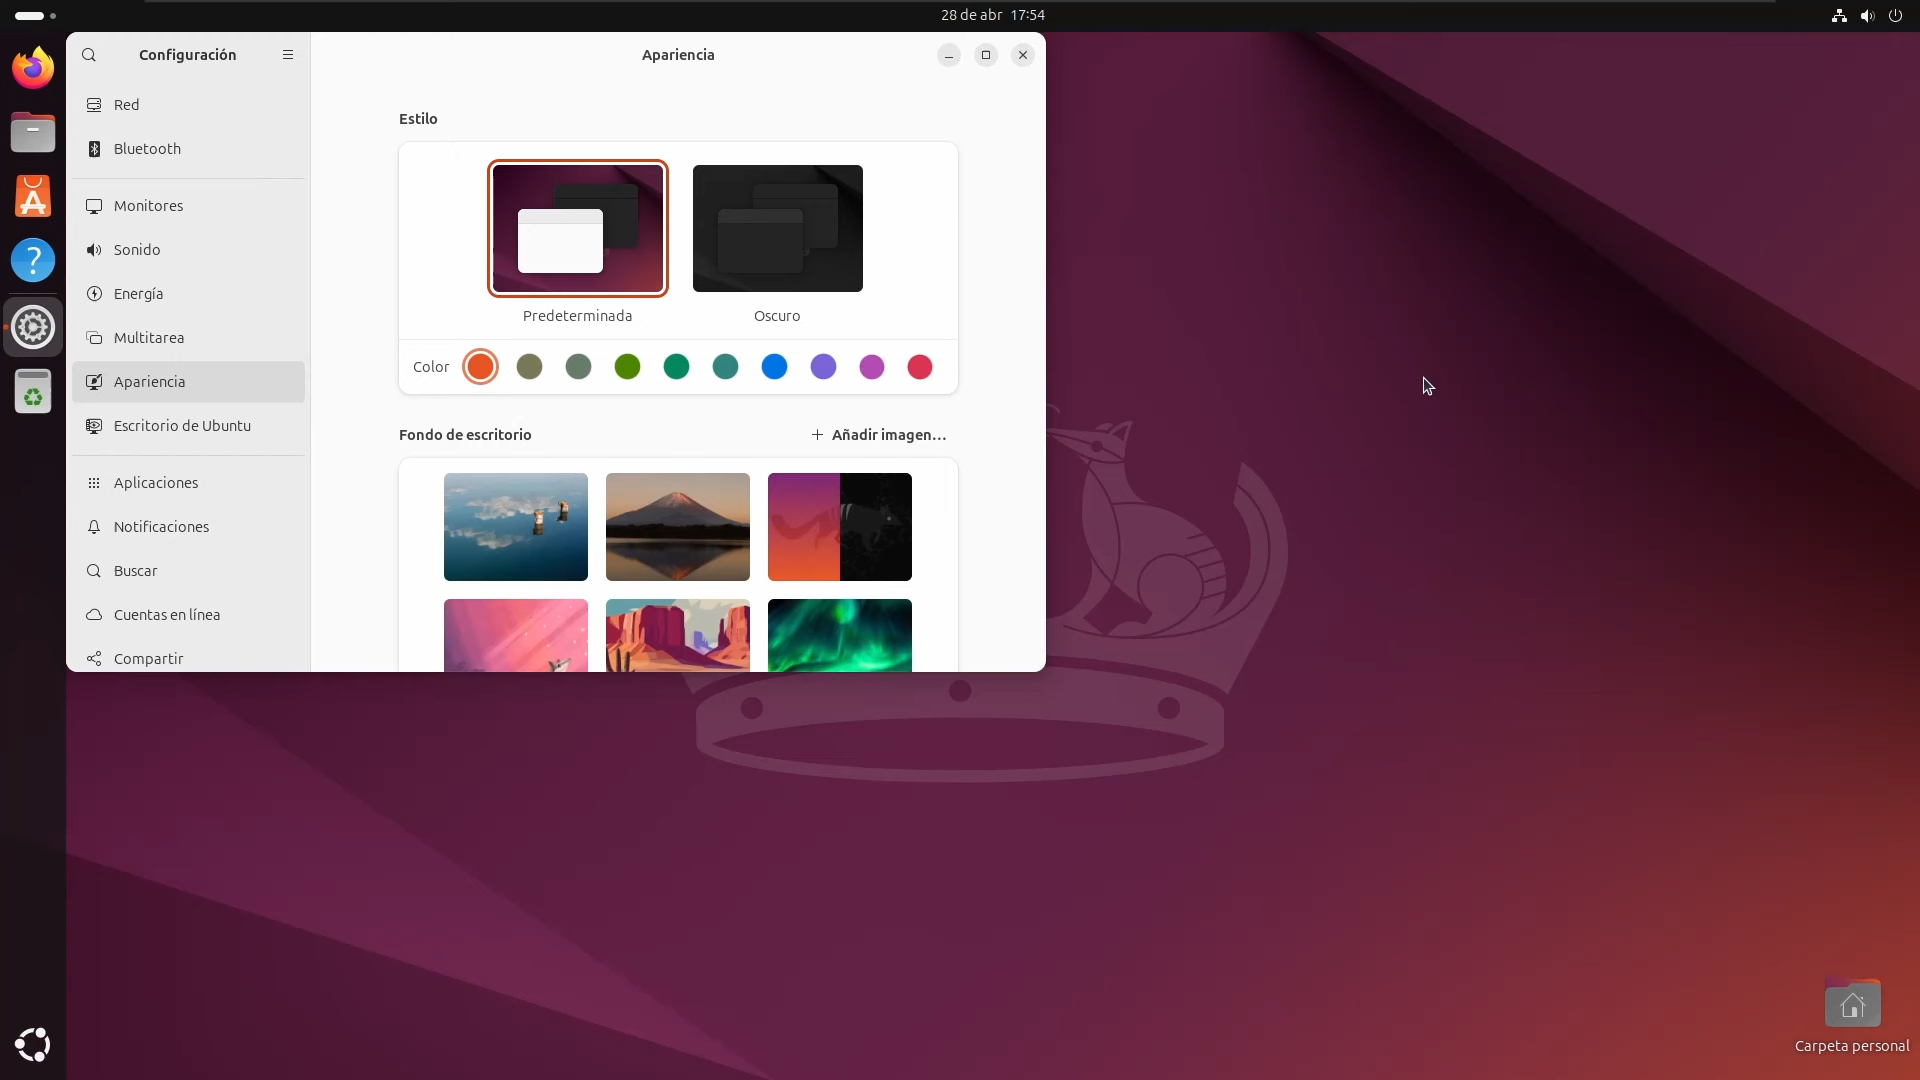 28 de abr 17:54
Configuración
Apariencia
Red
Bluetooth
Monitores
Sonido
Energía
Multitarea
Apariencia
Escritorio de Ubuntu
Aplicaciones
Notificaciones
Buscar
Cuentas en línea
Compartir
Estilo
Predeterminada
Oscuro
Color
Fondo de escritorio
+ Añadir imagen...
Carpeta personal